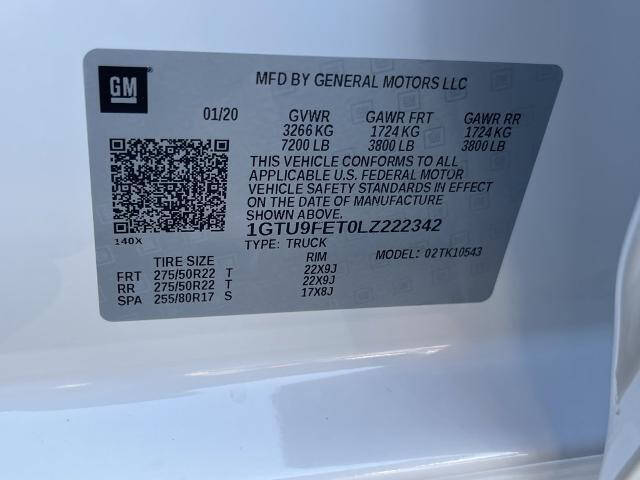 GM
MFD BY GENERAL MOTORS LLC
01/20 GVWR GAWR FRT GAWR RR
3266 KG 1724 KG 1724 KG
7200 LB 3800 LB 3800 LB
THIS VEHICLE CONFORMS TO ALL
APPLICABLE U.S. FEDERAL MOTOR
VEHICLE SAFETY STANDARDS IN EFFECT
ON THE DATE OF MANUFACTURE
SHOWN ABOVE.
140X 1GTU9FET0LZ222342
TYPE: TRUCK MODEL: 02TK10543
TIRE SIZE RIM
FRT 275/50R22 T 22X9J
RR 275/50R22 T 22X9J
SPA 255/80R17 S 17X8J